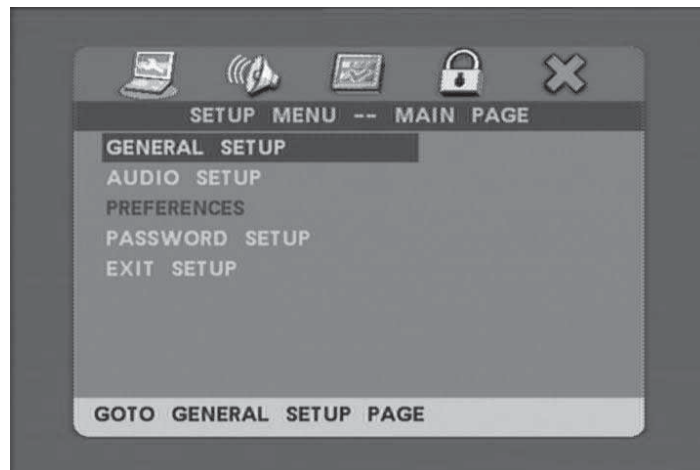 SETUP MENU -- MAIN PAGE
GENERAL SETUP
AUDIO SETUP
PREFERENCES
PASSWORD SETUP
EXIT SETUP
GOTO GENERAL SETUP PAGE